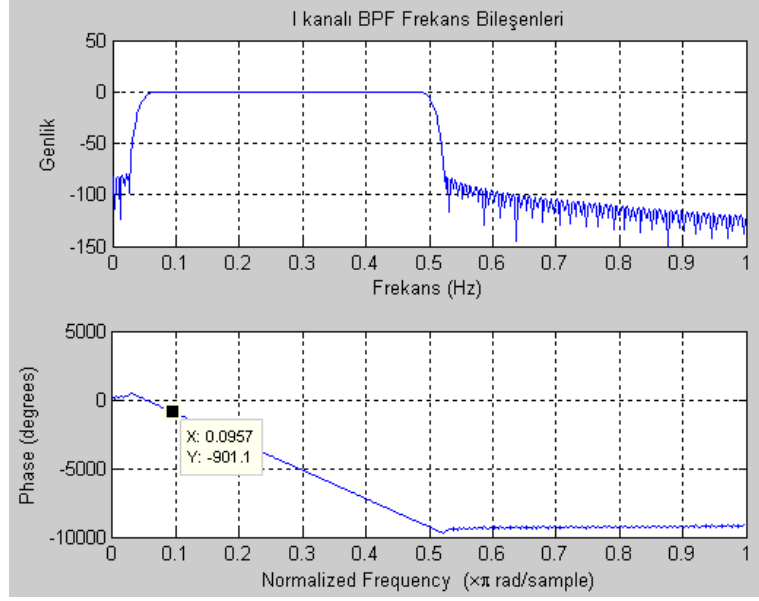 I kanalı BPF Frekans Bileşenleri
50
0
-50
-100
-150
Genlik
0 0.1 0.2 0.3 0.4 0.5 0.6 0.7 0.8 0.9 1
Frekans (Hz)
5000
0
-5000
-10000
Phase (degrees)
X: 0.0957
Y: -901.1
0 0.1 0.2 0.3 0.4 0.5 0.6 0.7 0.8 0.9 1
Normalized Frequency (×π rad/sample)